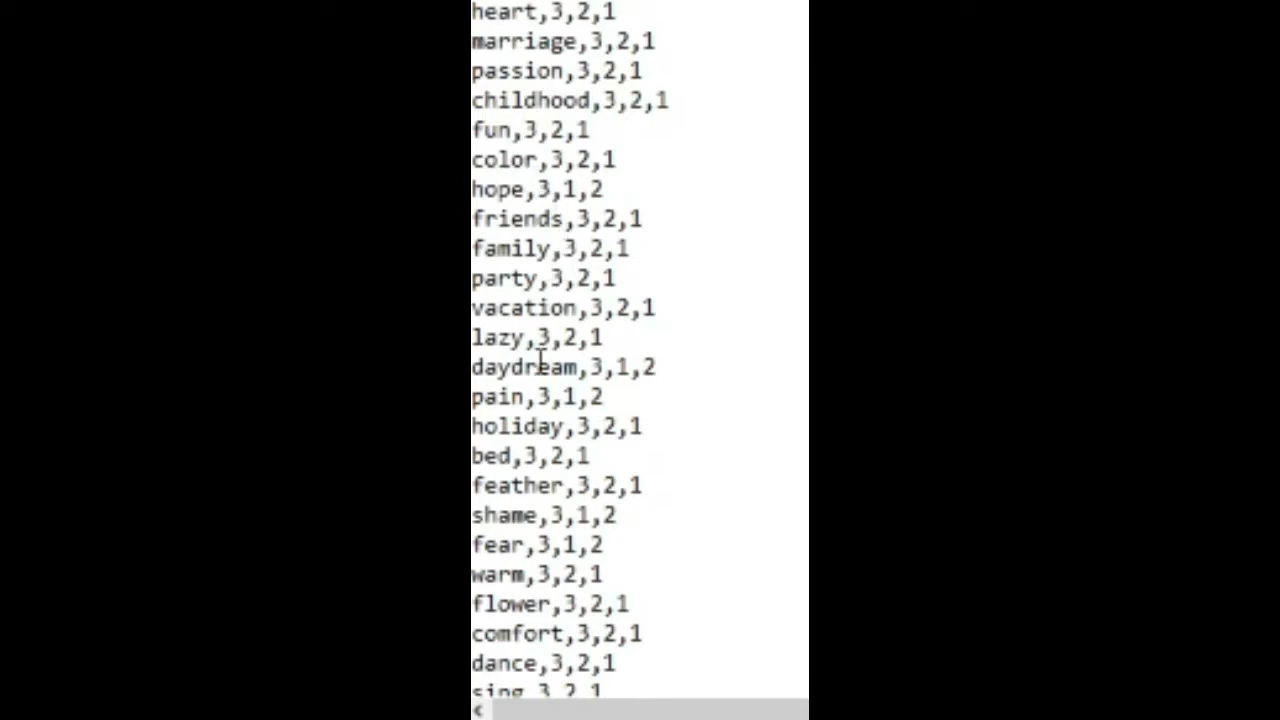 heart,3,2,1
marriage,3,2,1
passion,3,2,1
childhood,3,2,1
fun,3,2,1
color,3,2,1
hope,3,1,2
friends,3,2,1
family,3,2,1
party,3,2,1
vacation,3,2,1
lazy,3,2,1
daydream,3,1,2
pain,3,1,2
holiday,3,2,1
bed,3,2,1
feather,3,2,1
shame,3,1,2
fear,3,1,2
warm,3,2,1
flower,3,2,1
comfort,3,2,1
dance,3,2,1
sing,3,2,1